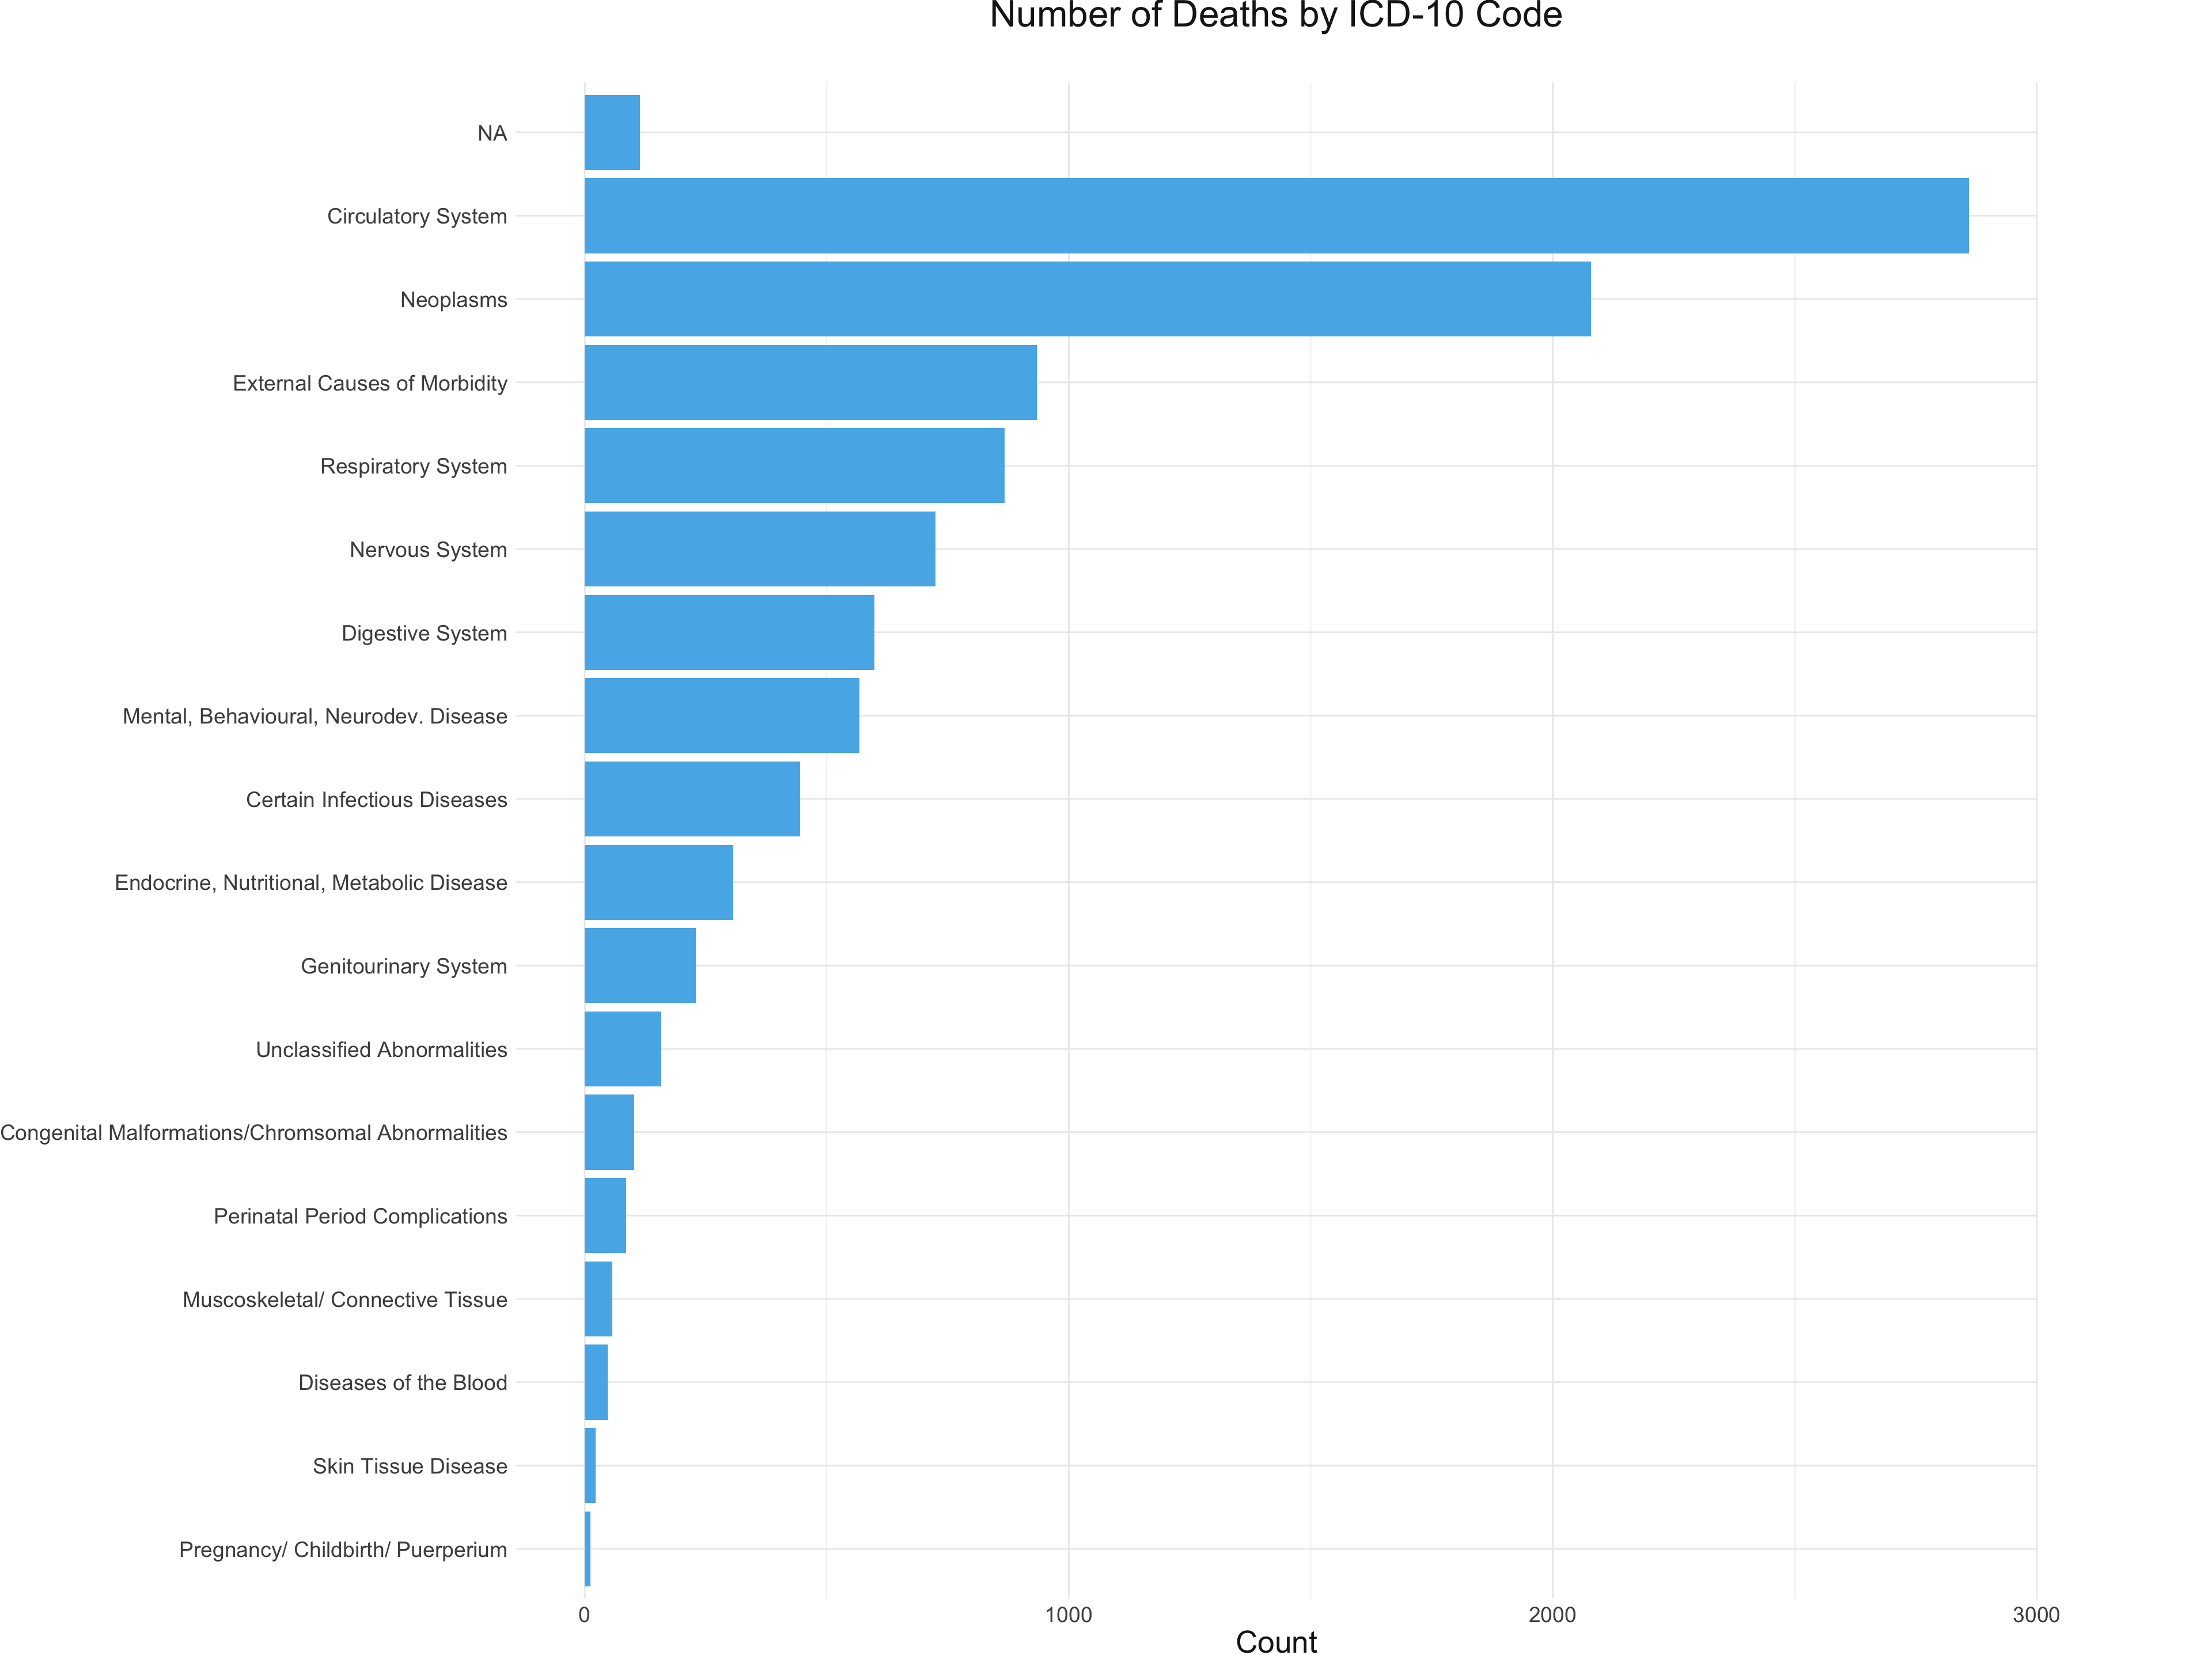 Number of Deaths by ICD-10 Code
NA
Circulatory System
Neoplasms
External Causes of Morbidity
Respiratory System
Nervous System
Digestive System
Mental, Behavioural, Neurodev. Disease
Certain Infectious Diseases
Endocrine, Nutritional, Metabolic Disease
Genitourinary System
Unclassified Abnormalities
Congenital Malformations/Chromsomal Abnormalities
Perinatal Period Complications
Muscoskeletal/ Connective Tissue
Diseases of the Blood
Skin Tissue Disease
Pregnancy/ Childbirth/ Puerperium
0 1000 2000 3000
Count